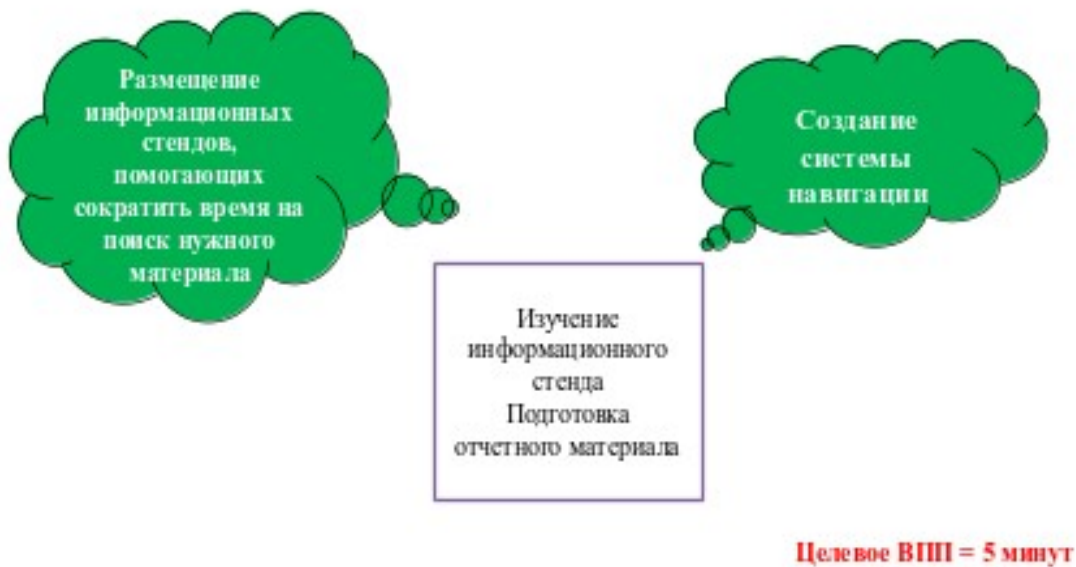 Размещение
информационных
стендов,
помогающих
сократить время на
поиск нужного
материала
Создание
системы
навигации
Изучение
информационного
стенда
Подготовка
отчетного материала
Целевое ВПП = 5 минут